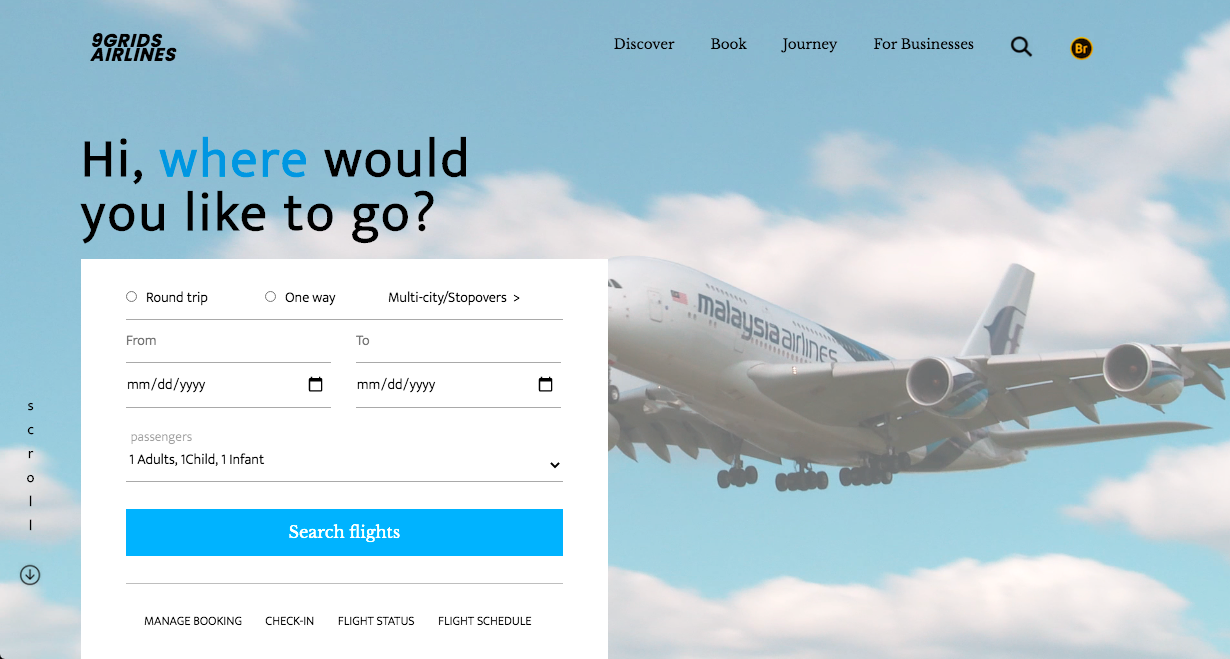 9GRIDS
AIRLINES
Discover Book Journey For Businesses
Br
Hi, where would
you like to go?
Round trip One way Multi-city/Stopovers >
From To
mm/dd/yyyy mm/dd/yyyy
passengers
1 Adults, 1Child, 1 Infant
Search flights
MANAGE BOOKING CHECK-IN FLIGHT STATUS FLIGHT SCHEDULE
malaysia airlines
s
c
r
o
l
l